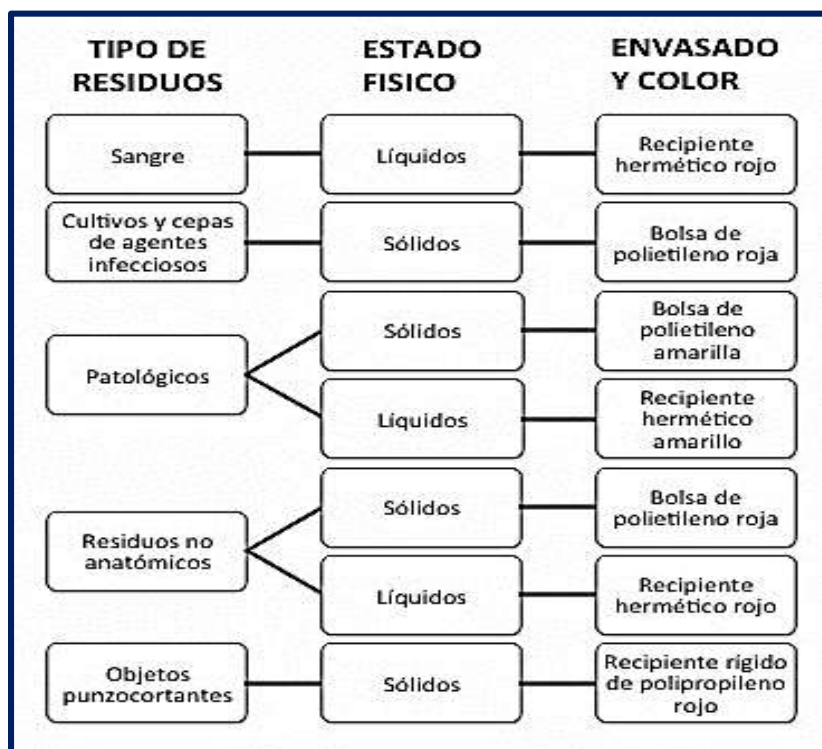 TIPO DE
RESIDUOS
ESTADO
FISICO
ENVASADO
Y COLOR
Sangre
Líquidos
Recipiente
hermético rojo
Cultivos y cepas
de agentes
infecciosos
Sólidos
Bolsa de
polietileno roja
Patológicos
Sólidos
Bolsa de
polietileno
amarilla
Líquidos
Recipiente
hermético
amarillo
Residuos no
anatómicos
Sólidos
Bolsa de
polietileno roja
Líquidos
Recipiente
hermético rojo
Objetos
punzocortantes
Sólidos
Recipiente rígido
de polipropileno
rojo